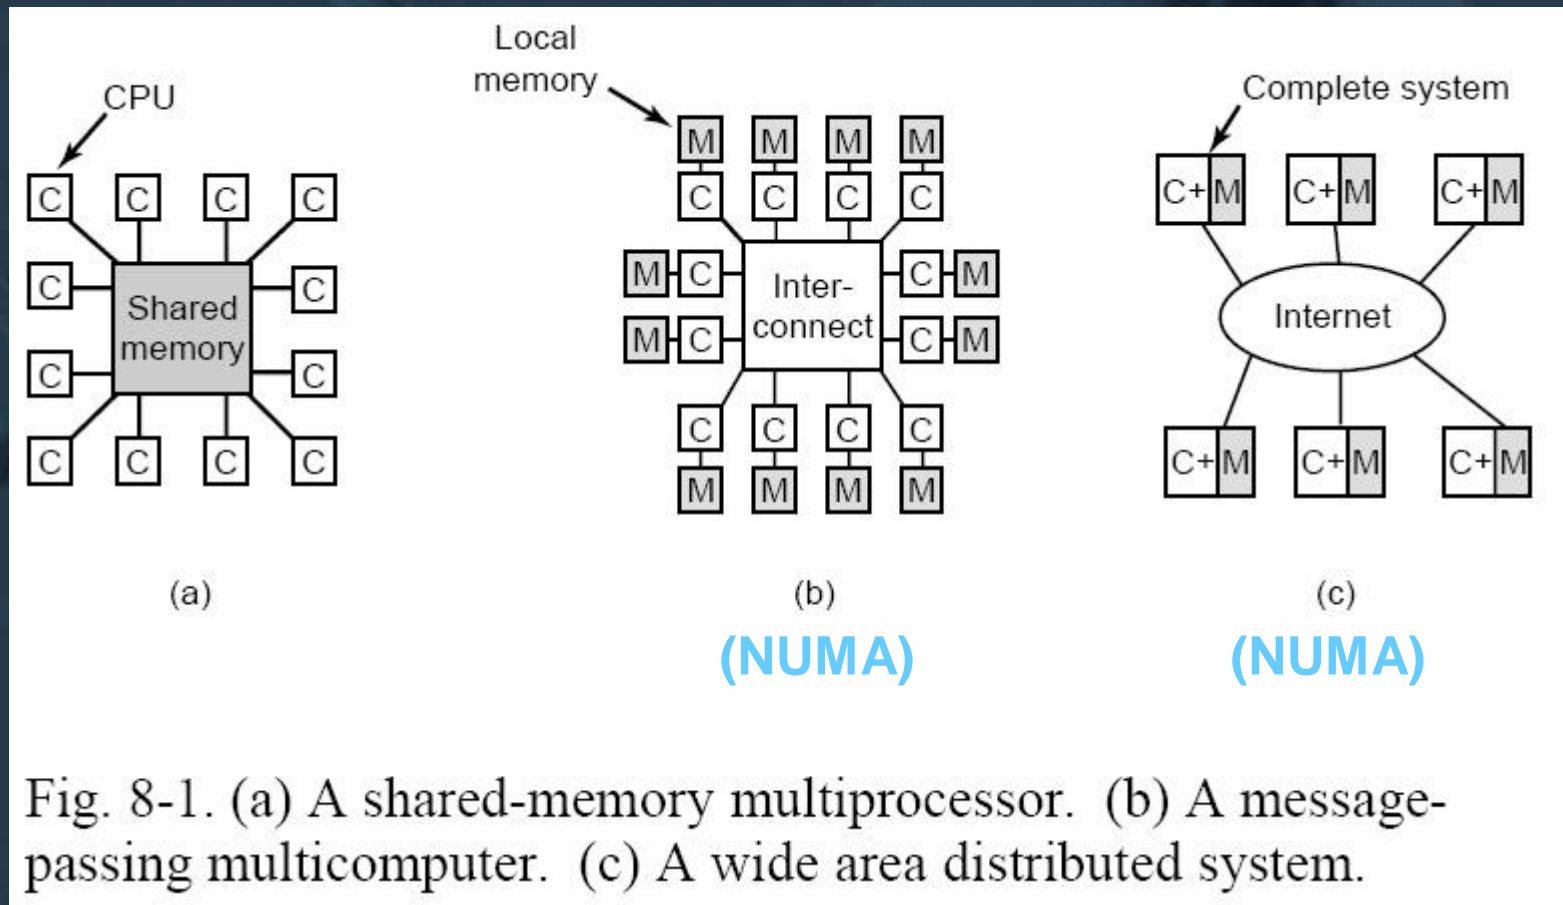 CPU
C C C C
C C
Shared
memory
C C
C C C C
(a)
Local
memory
M M M M
C C C C
M C C M
Inter-
connect
M C C M
C C C C
M M M M
(b)
(NUMA)
Complete system
C+ M C+ M C+ M
Internet
C+ M C+ M C+ M
(c)
(NUMA)
Fig. 8-1. (a) A shared-memory multiprocessor. (b) A message-
passing multicomputer. (c) A wide area distributed system.